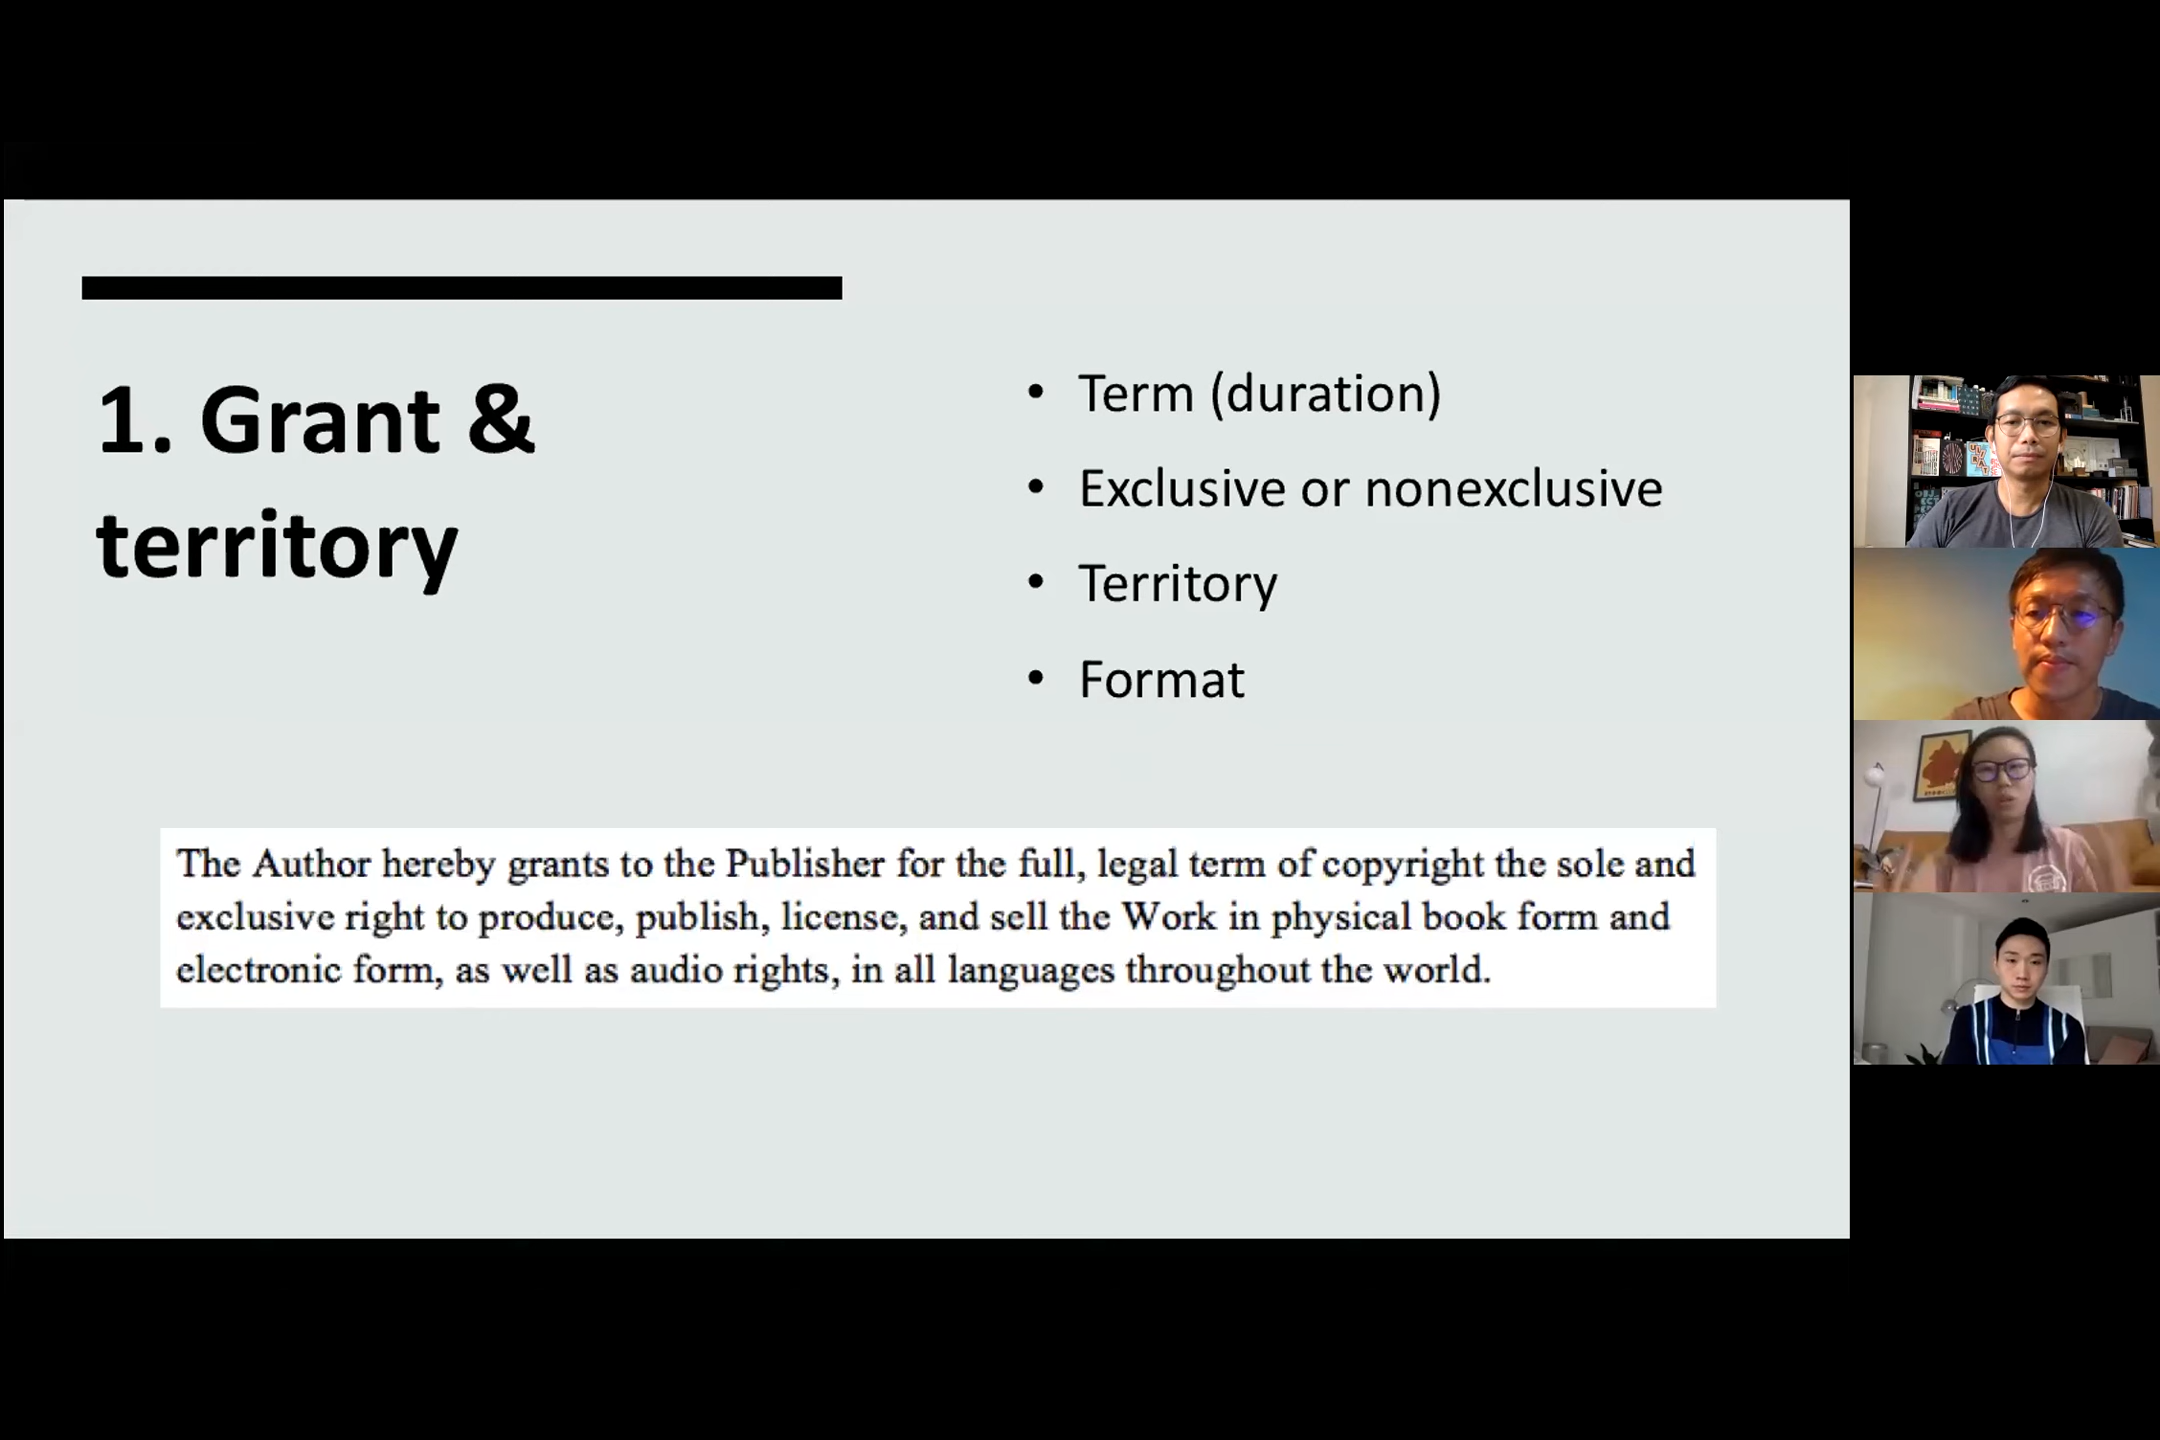 1. Grant &
territory
• Term (duration)
• Exclusive or nonexclusive
• Territory
• Format
The Author hereby grants to the Publisher for the full, legal term of copyright the sole and
exclusive right to produce, publish, license, and sell the Work in physical book form and
electronic form, as well as audio rights, in all languages throughout the world.